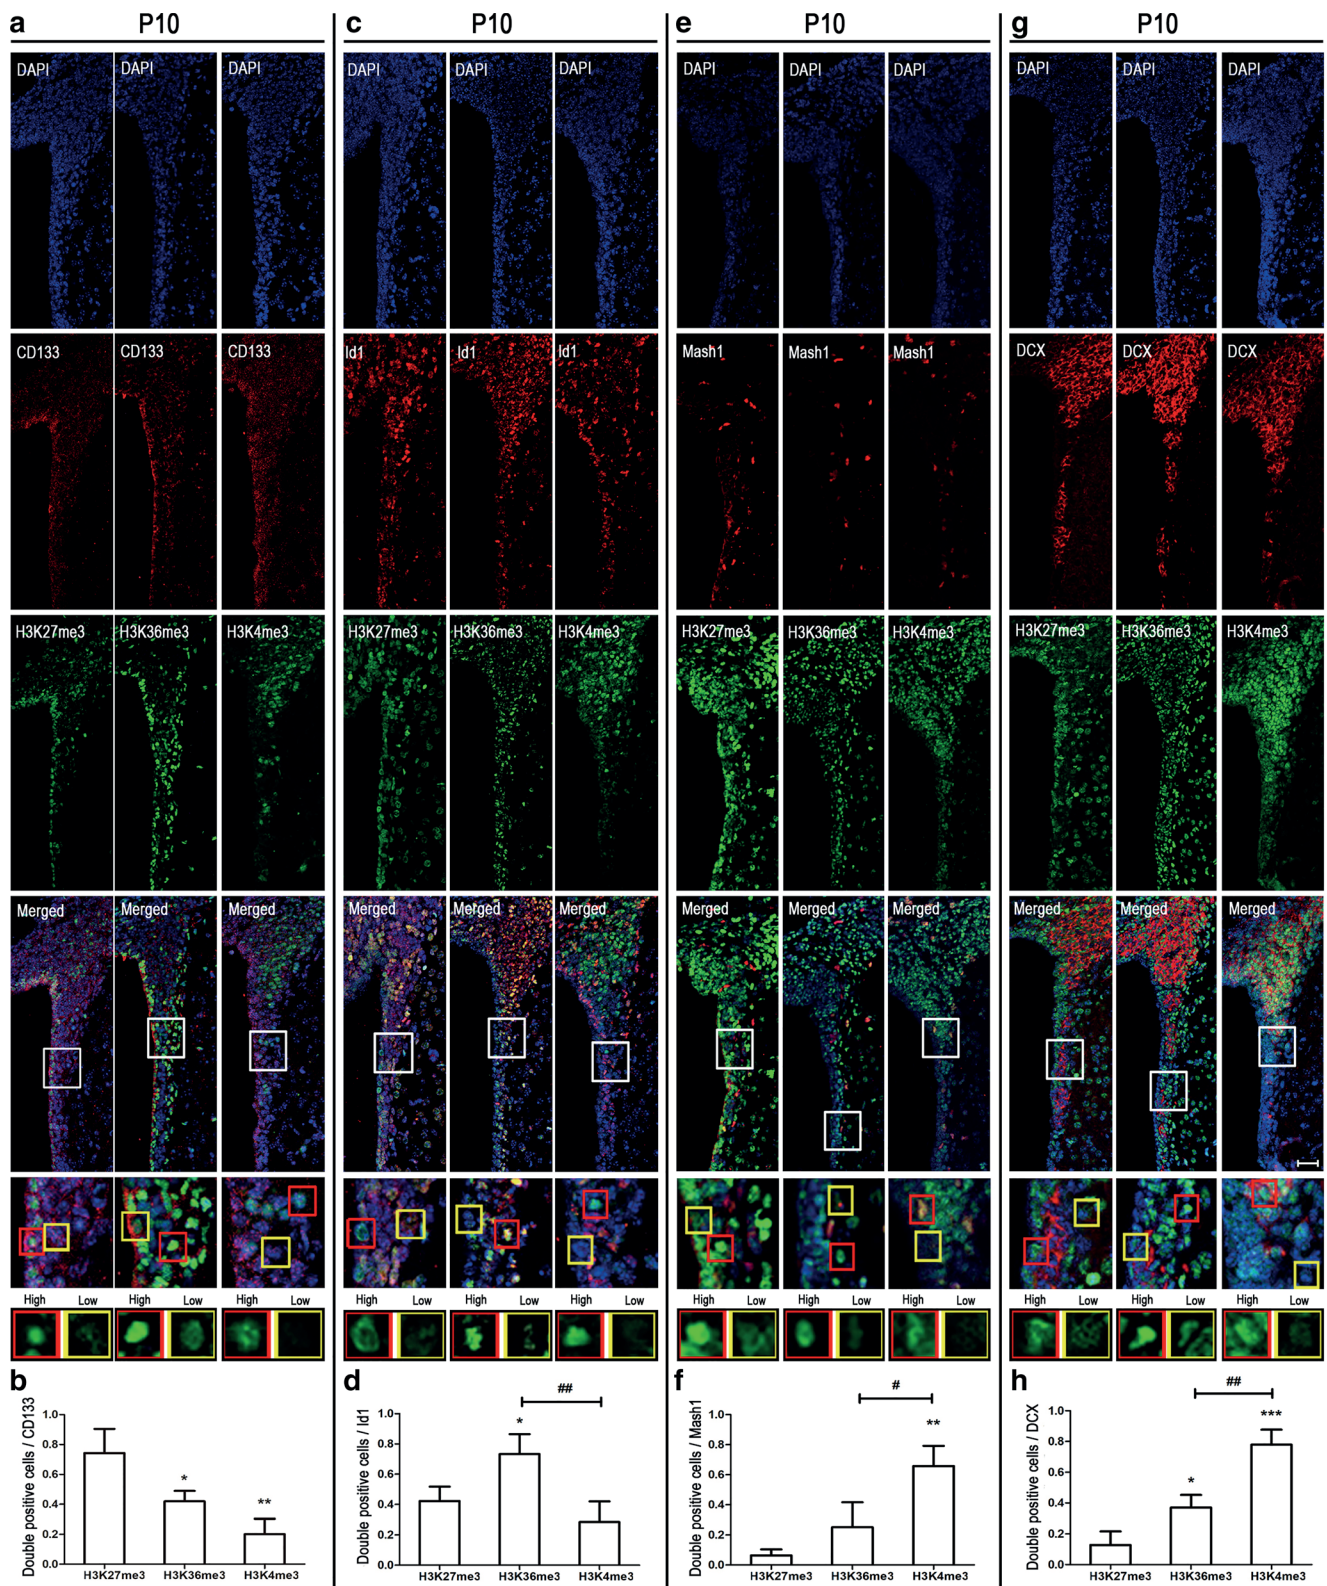 a P10 c P10 e P10 g P10
DAPI DAPI DAPI DAPI DAPI DAPI DAPI DAPI DAPI DAPI DAPI DAPI
CD133 CD133 CD133 Id1 Id1 Id1 Mash1 Mash1 Mash1 DCX DCX DCX
H3K27me3 H3K36me3 H3K4me3 H3K27me3 H3K36me3 H3K4me3 H3K27me3 H3K36me3 H3K4me3 H3K27me3 H3K36me3 H3K4me3
Merged Merged Merged Merged Merged Merged Merged Merged Merged Merged Merged Merged
High Low High Low High Low High Low High Low High Low High Low High Low High Low High Low High Low High Low
b
Double positive cells / CD133
1.0
0.8
0.6
0.4
0.2
0.0
* **
H3K27me3 H3K36me3 H3K4me3
d
Double positive cells / Id1
1.0
0.8
0.6
0.4
0.2
0.0
* ##
H3K27me3 H3K36me3 H3K4me3
f
Double positive cells / Mash1
1.0
0.8
0.6
0.4
0.2
0.0
# **
H3K27me3 H3K36me3 H3K4me3
h
Double positive cells / DCX
1.0
0.8
0.6
0.4
0.2
0.0
* ## ***
H3K27me3 H3K36me3 H3K4me3